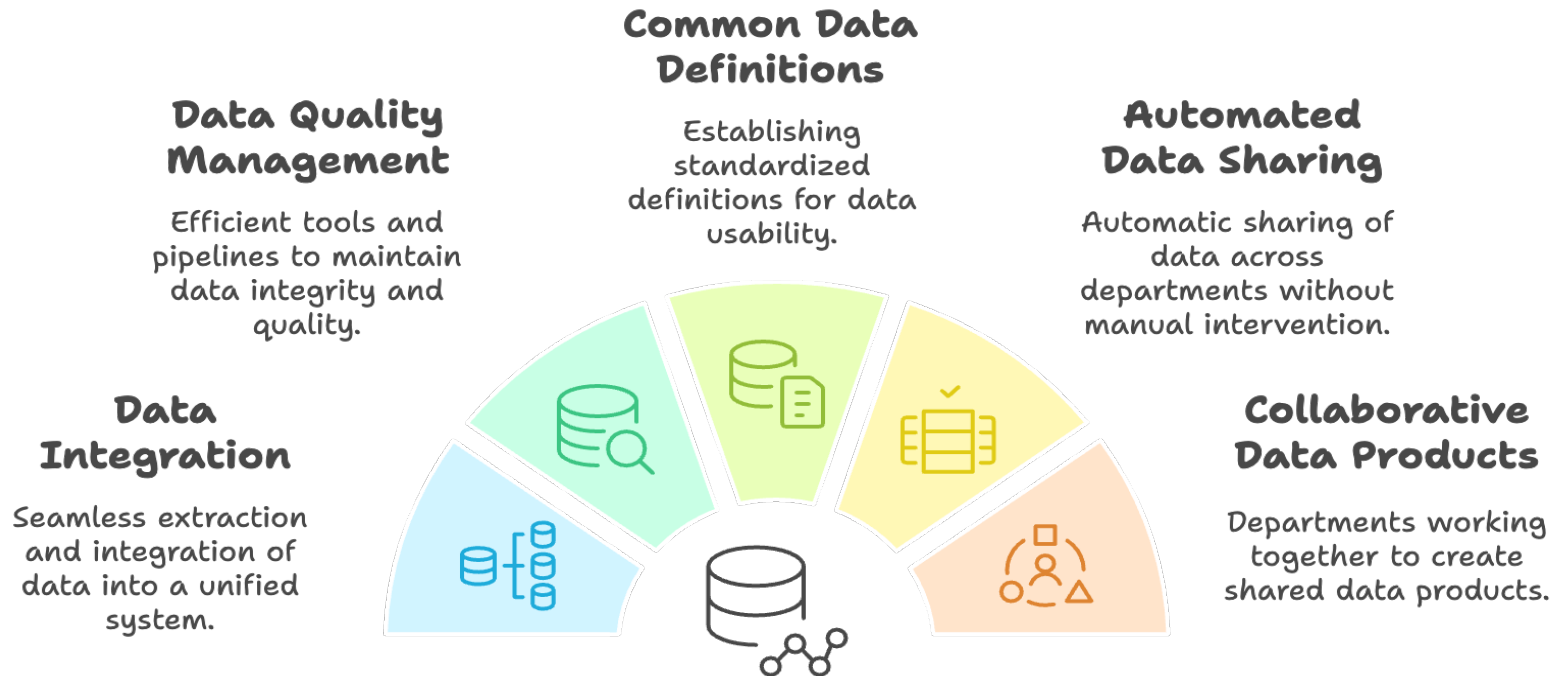 Common Data
Definitions
Establishing
standardized
definitions for data
usability.
Data Quality
Management
Efficient tools and
pipelines to maintain
data integrity and
quality.
Automated
Data Sharing
Automatic sharing of
data across
departments without
manual intervention.
Data
Integration
Seamless extraction
and integration of
data into a unified
system.
Collaborative
Data Products
Departments working
together to create
shared data products.